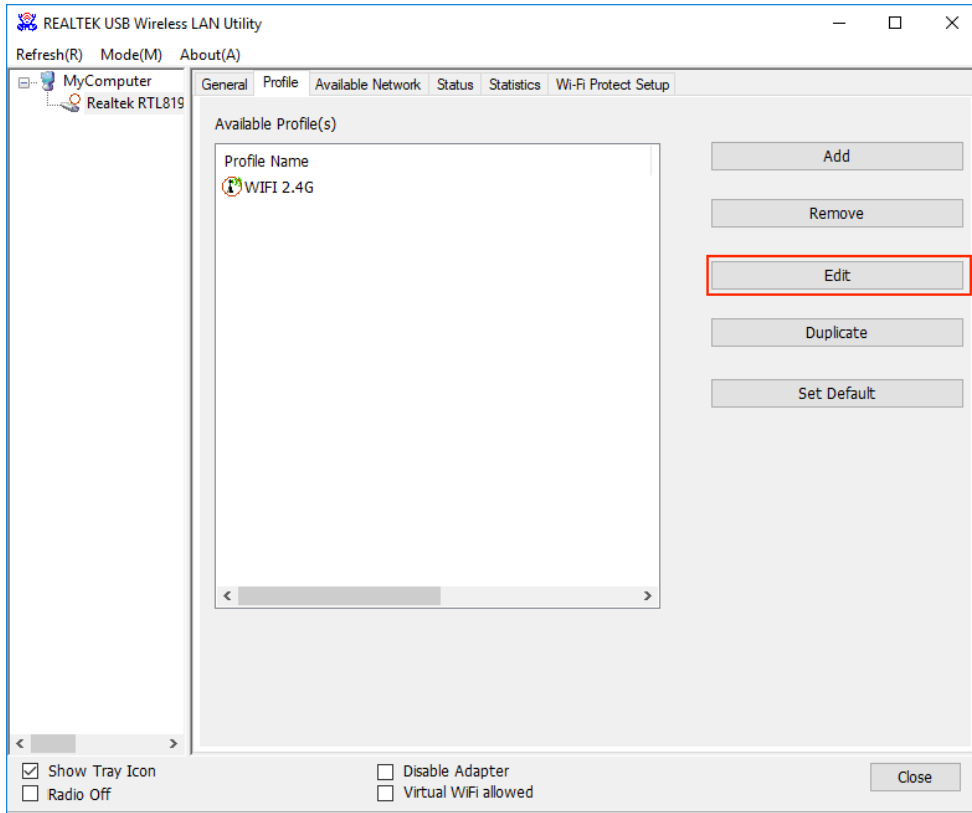 REALTEK USB Wireless LAN Utility
Refresh(R) Mode(M) About(A)
MyComputer
Realtek RTL819
General Profile Available Network Status Statistics Wi-Fi Protect Setup
Available Profile(s)
Profile Name
WIFI 2.4G
Add
Remove
Edit
Duplicate
Set Default
Show Tray Icon
Radio Off
Disable Adapter
Virtual WiFi allowed
Close